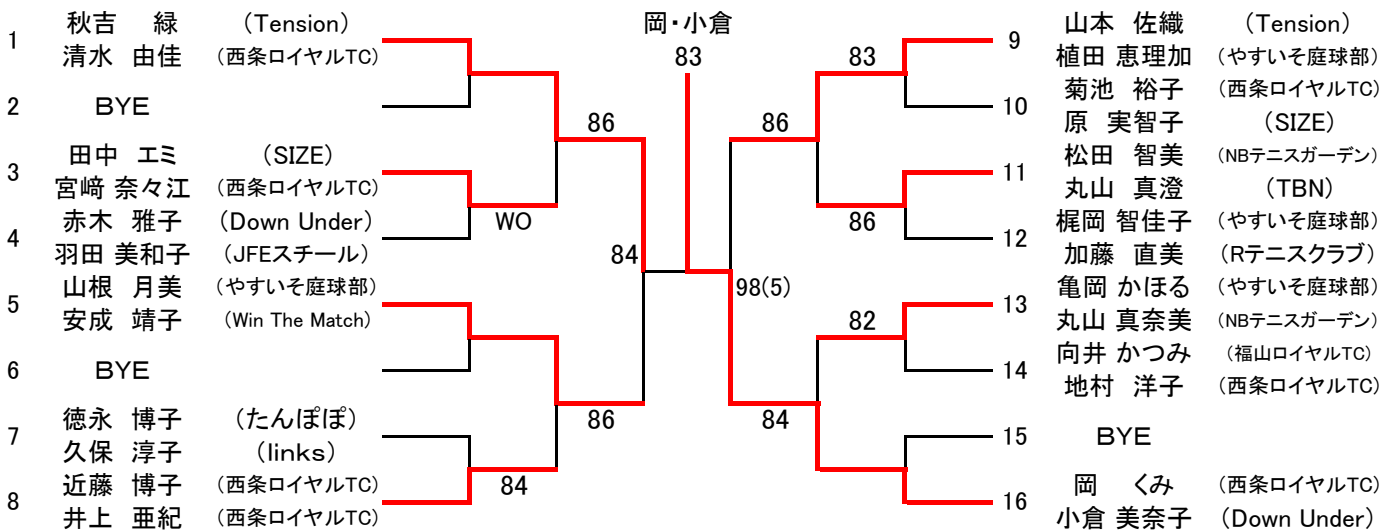 岡・小倉
83
1
秋吉 緑 (Tension)
清水 由佳 (西条ロイヤルTC)
2 BYE
3
田中 エミ (SIZE)
宮﨑 奈々江 (西条ロイヤルTC)
4
赤木 雅子 (Down Under)
羽田 美和子 (JFEスチール)
5
山根 月美 (やすいそ庭球部)
安成 靖子 (Win The Match)
6 BYE
7
徳永 博子 (たんぽぽ)
久保 淳子 (links)
8
近藤 博子 (西条ロイヤルTC)
井上 亜紀 (西条ロイヤルTC)
WO
84
86
86
84
98(5)
86
84
83
86
82
9
山本 佐織 (Tension)
植田 恵理加 (やすいそ庭球部)
10
菊池 裕子 (西条ロイヤルTC)
原 実智子 (SIZE)
11
松田 智美 (NBテニスガーデン)
丸山 真澄 (TBN)
12
梶岡 智佳子 (やすいそ庭球部)
加藤 直美 (Rテニスクラブ)
13
亀岡 かほる (やすいそ庭球部)
丸山 真奈美 (NBテニスガーデン)
14
向井 かつみ (福山ロイヤルTC)
地村 洋子 (西条ロイヤルTC)
15 BYE
16
岡 くみ (西条ロイヤルTC)
小倉 美奈子 (Down Under)